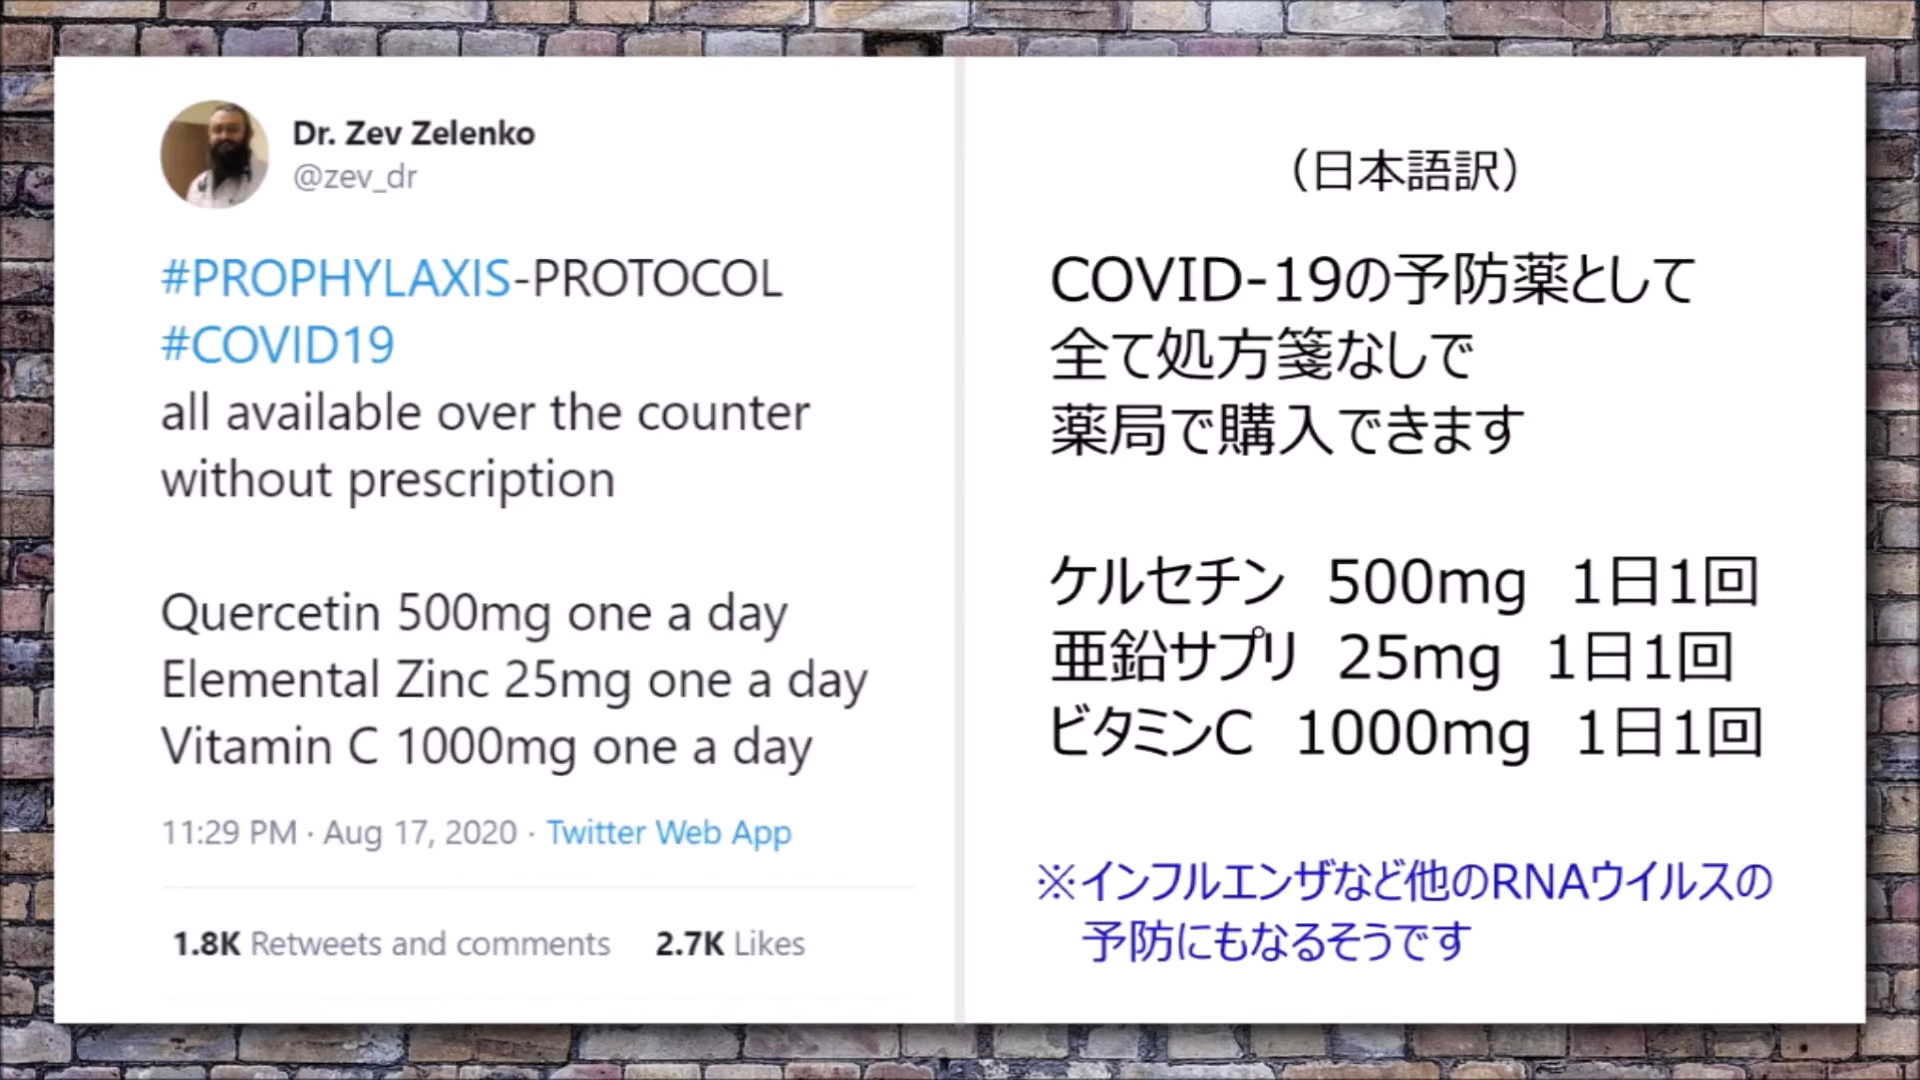 Dr. Zev Zelenko
@zev_dr
#PROPHYLAXIS-PROTOCOL
#COVID19
all available over the counter
without prescription
Quercetin 500mg one a day
Elemental Zinc 25mg one a day
Vitamin C 1000mg one a day
11:29 PM · Aug 17, 2020 · Twitter Web App
1.8K Retweets and comments 2.7K Likes
（日本語訳）
COVID-19の予防薬として
全て処方箋なしで
薬局で購入できます
ケルセチン 500mg 1日1回
亜鉛サプリ 25mg 1日1回
ビタミンC 1000mg 1日1回
※インフルエンザなど他のRNAウイルスの
予防にもなるそうです